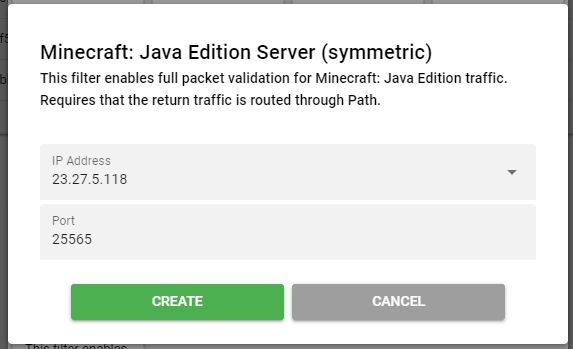 Minecraft: Java Edition Server (symmetric)
This filter enables full packet validation for Minecraft: Java Edition traffic.
Requires that the return traffic is routed through Path.
IP Address
23.27.5.118
Port
25565
CREATE
CANCEL
This filter enables